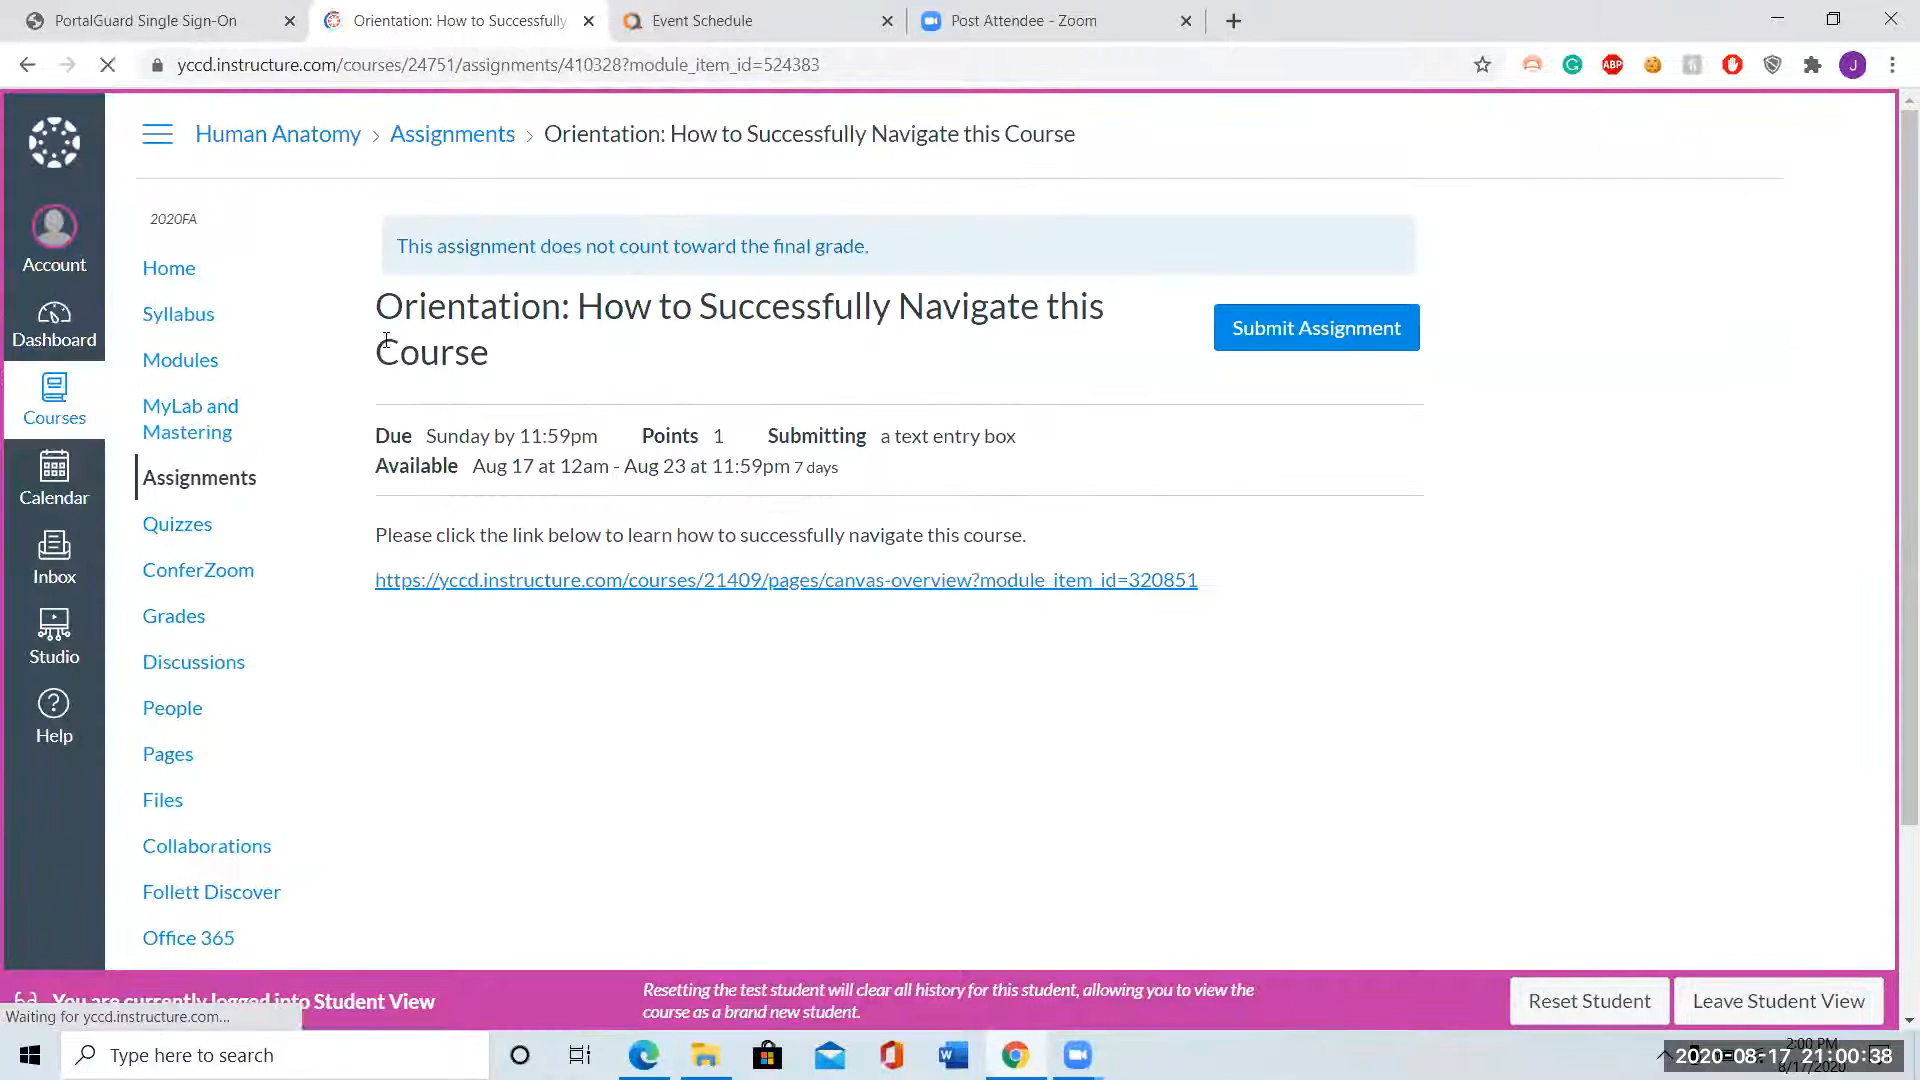 PortalGuard Single Sign-On
Orientation: How to Successfully
Event Schedule
Post Attendee - Zoom
yccd.instructure.com/courses/24751/assignments/410328?module_item_id=524383
ABP
J
Human Anatomy > Assignments > Orientation: How to Successfully Navigate this Course
Account
Dashboard
Courses
Calendar
Inbox
Studio
Help
2020FA
Home
Syllabus
Modules
MyLab and
Mastering
Assignments
Quizzes
ConferZoom
Grades
Discussions
People
Pages
Files
Collaborations
Follett Discover
Office 365
This assignment does not count toward the final grade.
Orientation: How to Successfully Navigate this
Course
Submit Assignment
Due Sunday by 11:59pm Points 1 Submitting a text entry box
Available Aug 17 at 12am - Aug 23 at 11:59pm 7 days
Please click the link below to learn how to successfully navigate this course.
https://yccd.instructure.com/courses/21409/pages/canvas-overview?module_item_id=320851
You are currently logged into Student View
Resetting the test student will clear all history for this student, allowing you to view the
course as a brand new student.
Reset Student
Leave Student View
Waiting for yccd.instructure.com...
Type here to search
2:00 PM
2020-08-17 21:00:38
8/17/2020